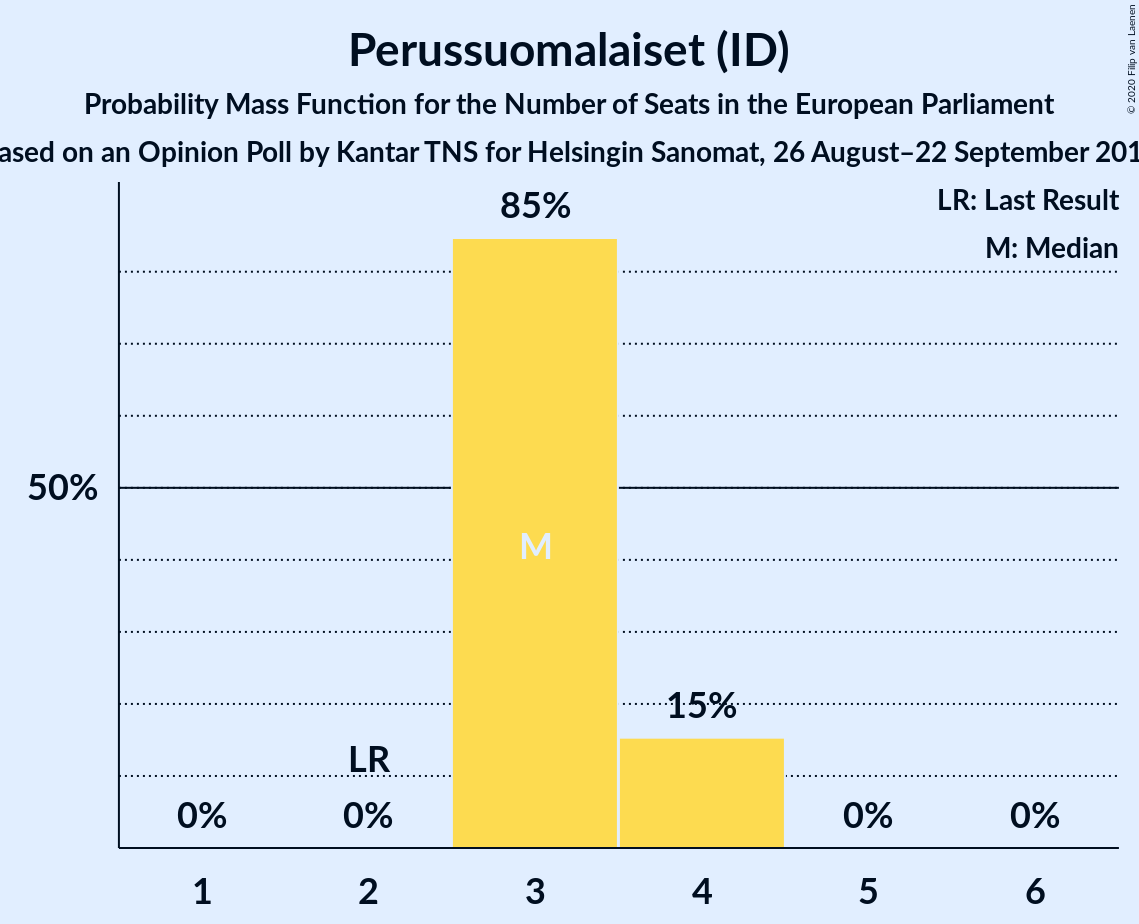 Perussuomalaiset (ID)
Probability Mass Function for the Number of Seats in the European Parliament
ased on an Opinion Poll by Kantar TNS for Helsingin Sanomat, 26 August–22 September 201
© 2020 Filip van Laenen
LR: Last Result
M: Median
85%
50%
M
15%
LR
0% 0% 0% 0%
1 2 3 4 5 6